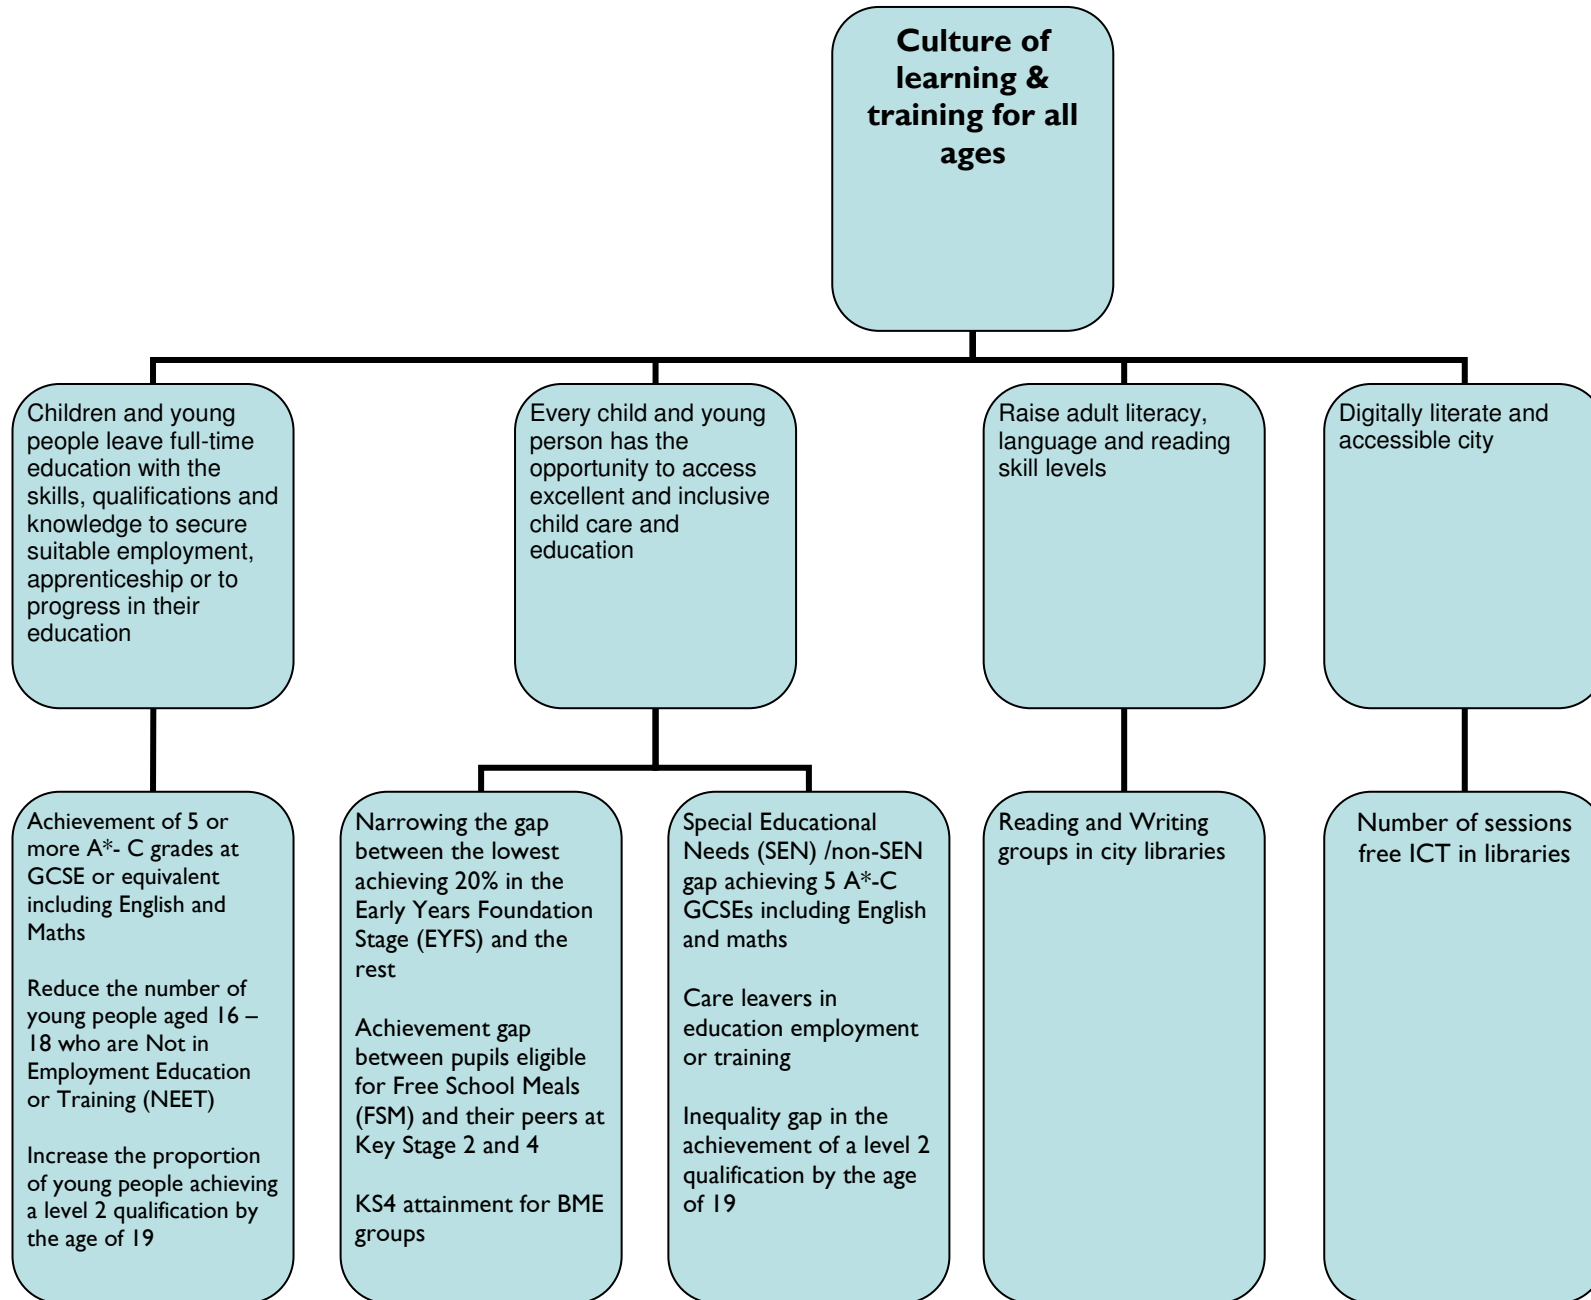 Culture of
learning &
training for all
ages
Children and young
people leave full-time
education with the
skills, qualifications and
knowledge to secure
suitable employment,
apprenticeship or to
progress in their
education
Every child and young
person has the
opportunity to access
excellent and inclusive
child care and
education
Raise adult literacy,
language and reading
skill levels
Digitally literate and
accessible city
Achievement of 5 or
more A*- C grades at
GCSE or equivalent
including English and
Maths
Reduce the number of
young people aged 16 –
18 who are Not in
Employment Education
or Training (NEET)
Increase the proportion
of young people achieving
a level 2 qualification by
the age of 19
Narrowing the gap
between the lowest
achieving 20% in the
Early Years Foundation
Stage (EYFS) and the
rest
Achievement gap
between pupils eligible
for Free School Meals
(FSM) and their peers at
Key Stage 2 and 4
KS4 attainment for BME
groups
Special Educational
Needs (SEN) /non-SEN
gap achieving 5 A*-C
GCSEs including English
and maths
Care leavers in
education employment
or training
Inequality gap in the
achievement of a level 2
qualification by the age
of 19
Reading and Writing
groups in city libraries
Number of sessions
free ICT in libraries